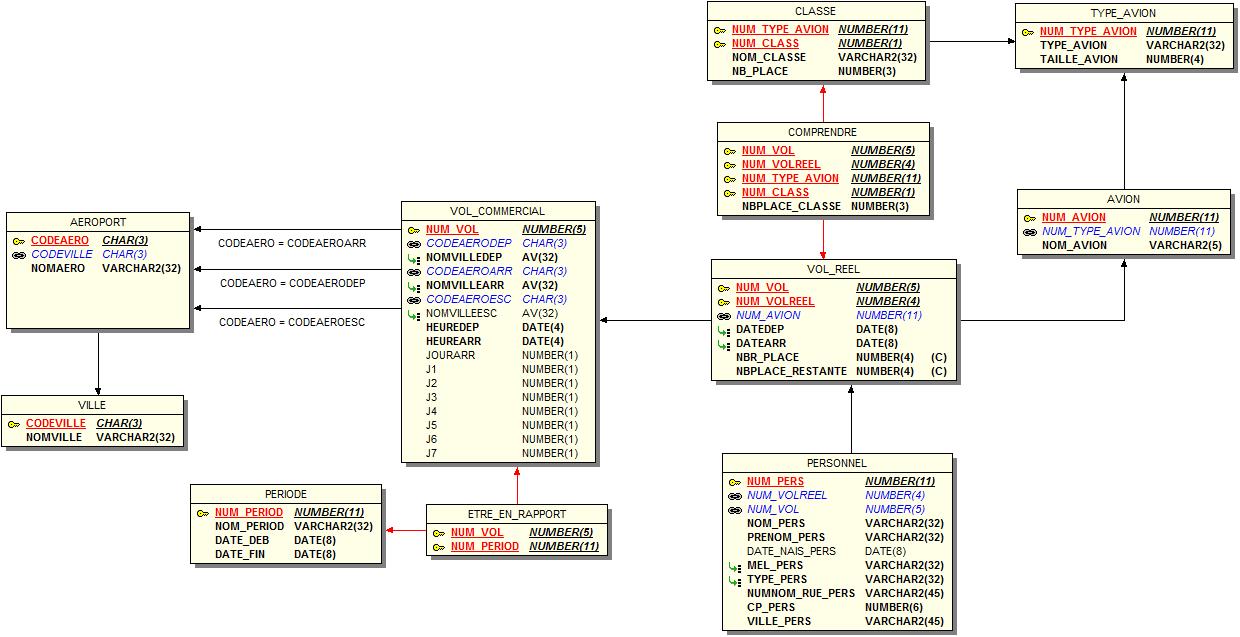 CLASSE
NUM_TYPE_AVION NUMBER(11)
NUM_CLASS NUMBER(1)
NOM_CLASSE VARCHAR2(32)
NB_PLACE NUMBER(3)
TYPE_AVION
NUM_TYPE_AVION NUMBER(11)
TYPE_AVION VARCHAR2(32)
TAILLE_AVION NUMBER(4)
COMPRENDRE
NUM_VOL NUMBER(5)
NUM_VOLREEL NUMBER(4)
NUM_TYPE_AVION NUMBER(11)
NUM_CLASS NUMBER(1)
NBPLACE_CLASSE NUMBER(3)
AVION
NUM_AVION NUMBER(11)
NUM_TYPE_AVION NUMBER(11)
NOM_AVION VARCHAR2(5)
AEROPORT
CODEAERO CHAR(3)
CODEVILLE CHAR(3)
NOMAERO VARCHAR2(32)
CODEAERO = CODEAEROARR
CODEAERO = CODEAERODEP
CODEAERO = CODEAEROESC
VOL_COMMERCIAL
NUM_VOL NUMBER(5)
CODEAERODEP CHAR(3)
NOMVILLEDEP AV(32)
CODEAEROARR CHAR(3)
NOMVILLEARR AV(32)
CODEAEROESC CHAR(3)
NOMVILLEESC AV(32)
HEUREDEP DATE(4)
HEUREARR DATE(4)
JOURARR NUMBER(1)
J1 NUMBER(1)
J2 NUMBER(1)
J3 NUMBER(1)
J4 NUMBER(1)
J5 NUMBER(1)
J6 NUMBER(1)
J7 NUMBER(1)
VOL_REEL
NUM_VOL NUMBER(5)
NUM_VOLREEL NUMBER(4)
NUM_AVION NUMBER(11)
DATEDEP DATE(8)
DATEARR DATE(8)
NBR_PLACE NUMBER(4) (C)
NBPLACE_RESTANTE NUMBER(4) (C)
VILLE
CODEVILLE CHAR(3)
NOMVILLE VARCHAR2(32)
PERIODE
NUM_PERIOD NUMBER(11)
NOM_PERIOD VARCHAR2(32)
DATE_DEB DATE(8)
DATE_FIN DATE(8)
ETRE_EN_RAPPORT
NUM_VOL NUMBER(5)
NUM_PERIOD NUMBER(11)
PERSONNEL
NUM_PERS NUMBER(11)
NUM_VOLREEL NUMBER(4)
NUM_VOL NUMBER(5)
NOM_PERS VARCHAR2(32)
PRENOM_PERS VARCHAR2(32)
DATE_NAIS_PERS DATE(8)
MEL_PERS VARCHAR2(32)
TYPE_PERS VARCHAR2(32)
NUMNOM_RUE_PERS VARCHAR2(45)
CP_PERS NUMBER(6)
VILLE_PERS VARCHAR2(45)